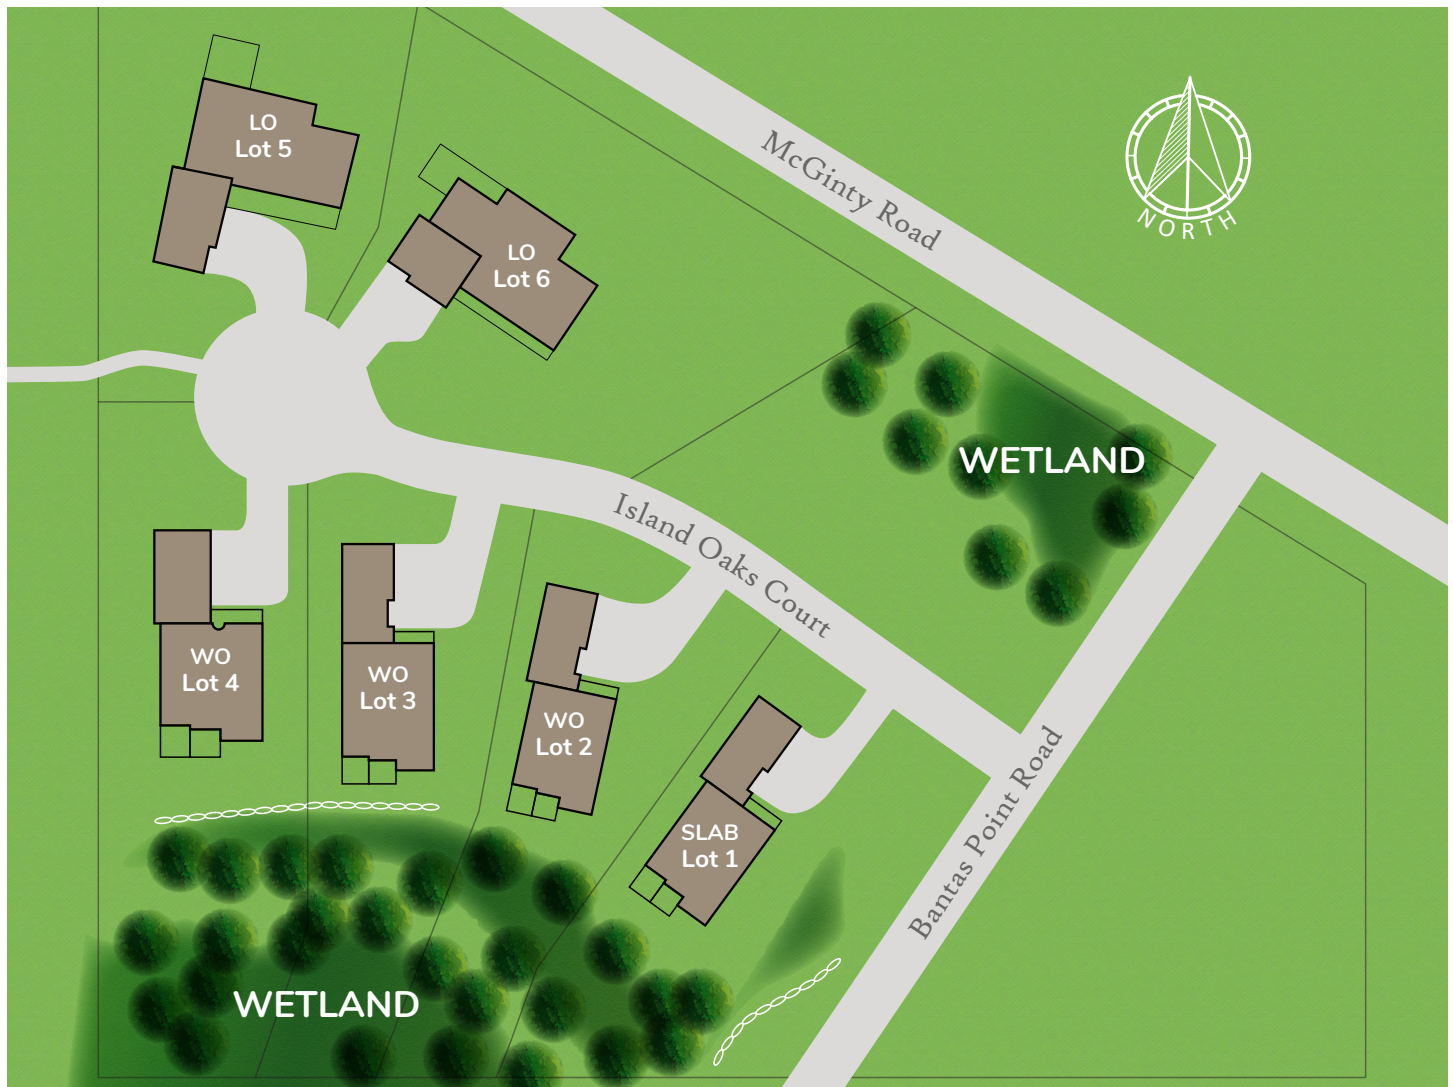 LO
Lot 5
McGinty Road
NORTH
LO
Lot 6
WETLAND
Island Oaks Court
WO
Lot 4
WO
Lot 3
WO
Lot 2
SLAB
Lot 1
Bantas Point Road
WETLAND